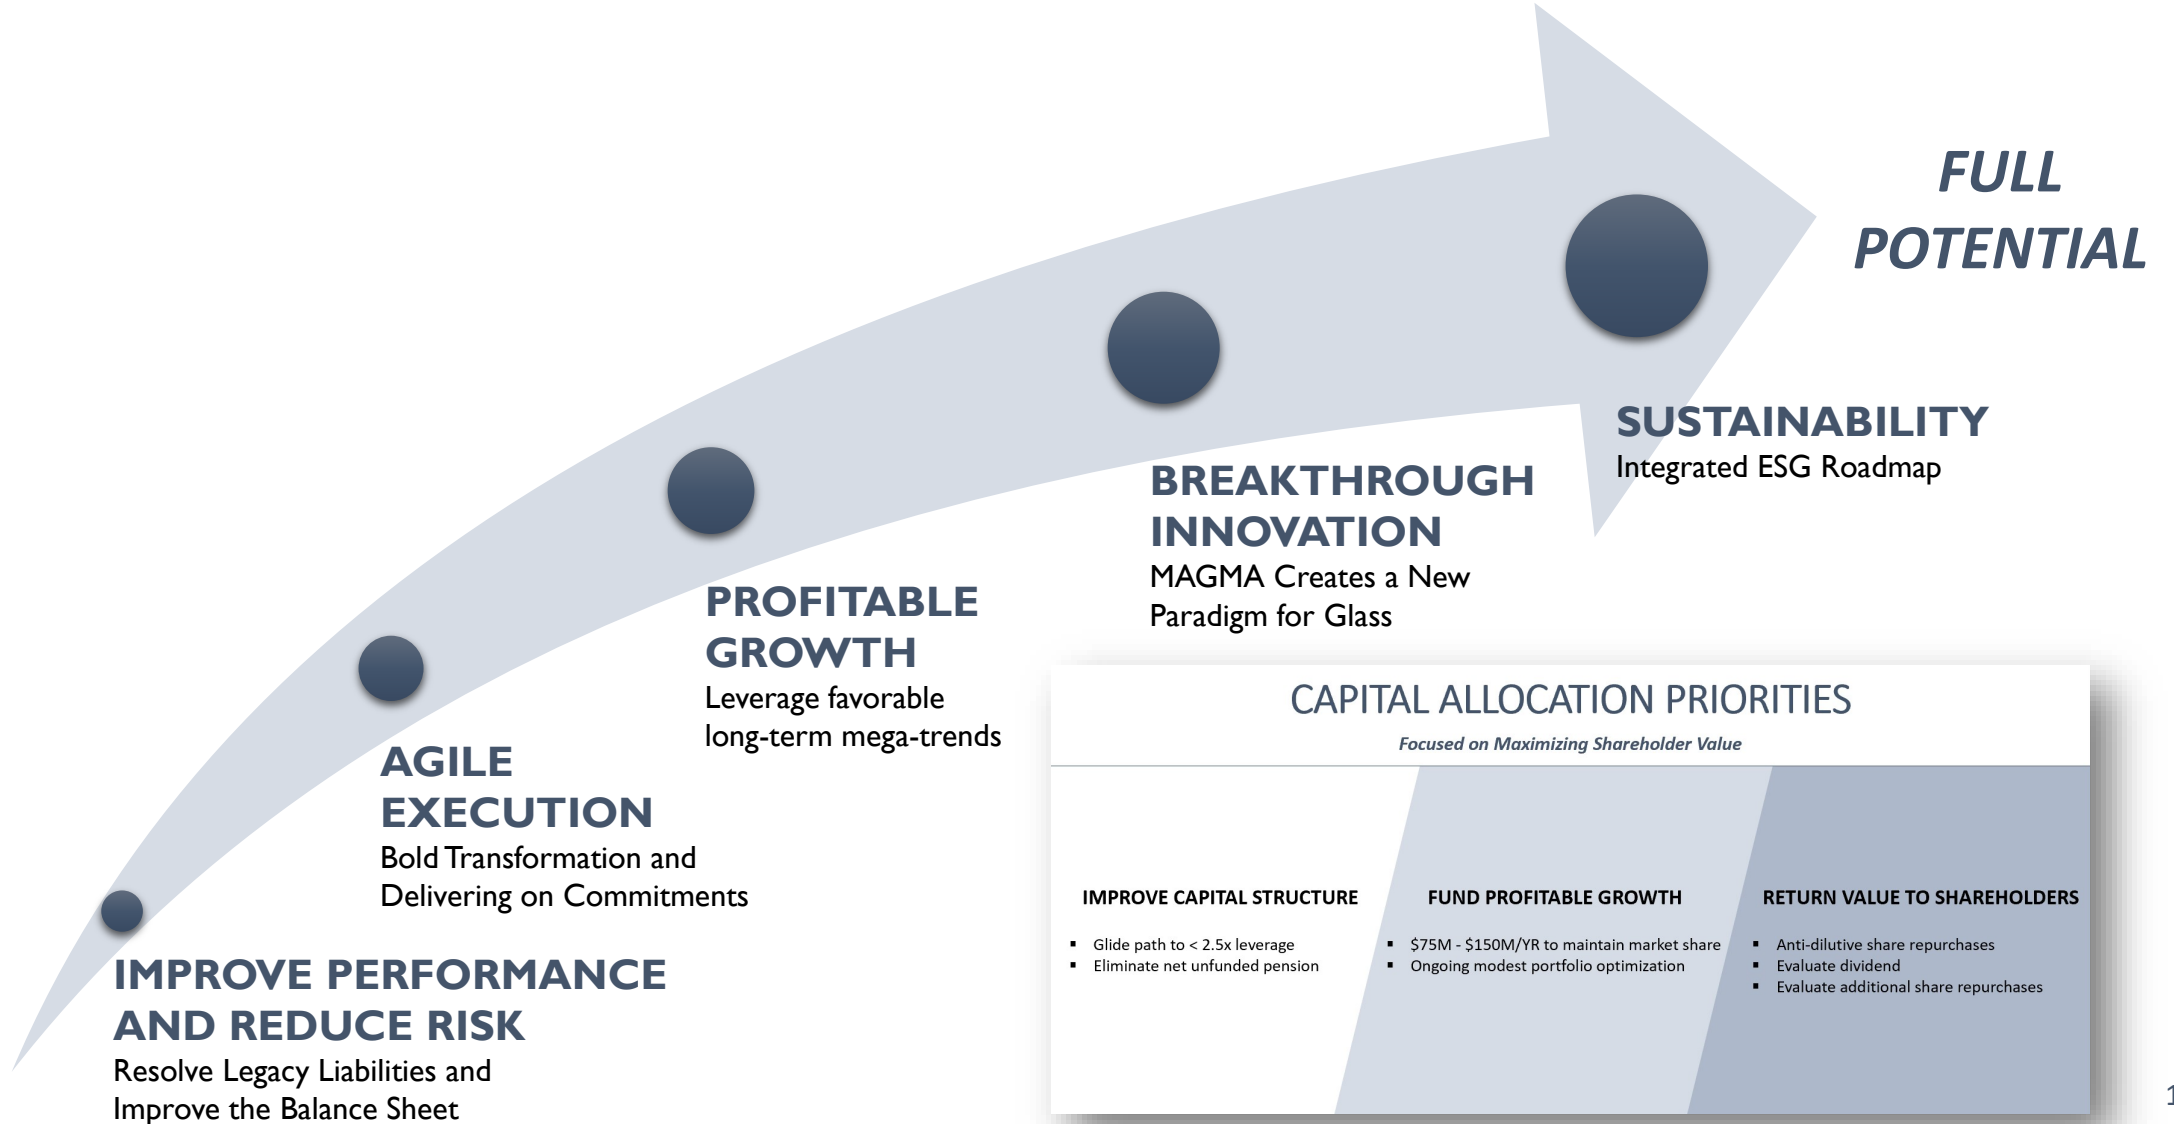 FULL
POTENTIAL
SUSTAINABILITY
Integrated ESG Roadmap
BREAKTHROUGH
INNOVATION
MAGMA Creates a New
Paradigm for Glass
PROFITABLE
GROWTH
Leverage favorable
long-term mega-trends
AGILE
EXECUTION
Bold Transformation and
Delivering on Commitments
IMPROVE PERFORMANCE
AND REDUCE RISK
Resolve Legacy Liabilities and
Improve the Balance Sheet
CAPITAL ALLOCATION PRIORITIES
Focused on Maximizing Shareholder Value
IMPROVE CAPITAL STRUCTURE
▪ Glide path to < 2.5x leverage
▪ Eliminate net unfunded pension
FUND PROFITABLE GROWTH
▪ $75M - $150M/YR to maintain market share
▪ Ongoing modest portfolio optimization
RETURN VALUE TO SHAREHOLDERS
▪ Anti-dilutive share repurchases
▪ Evaluate dividend
▪ Evaluate additional share repurchases